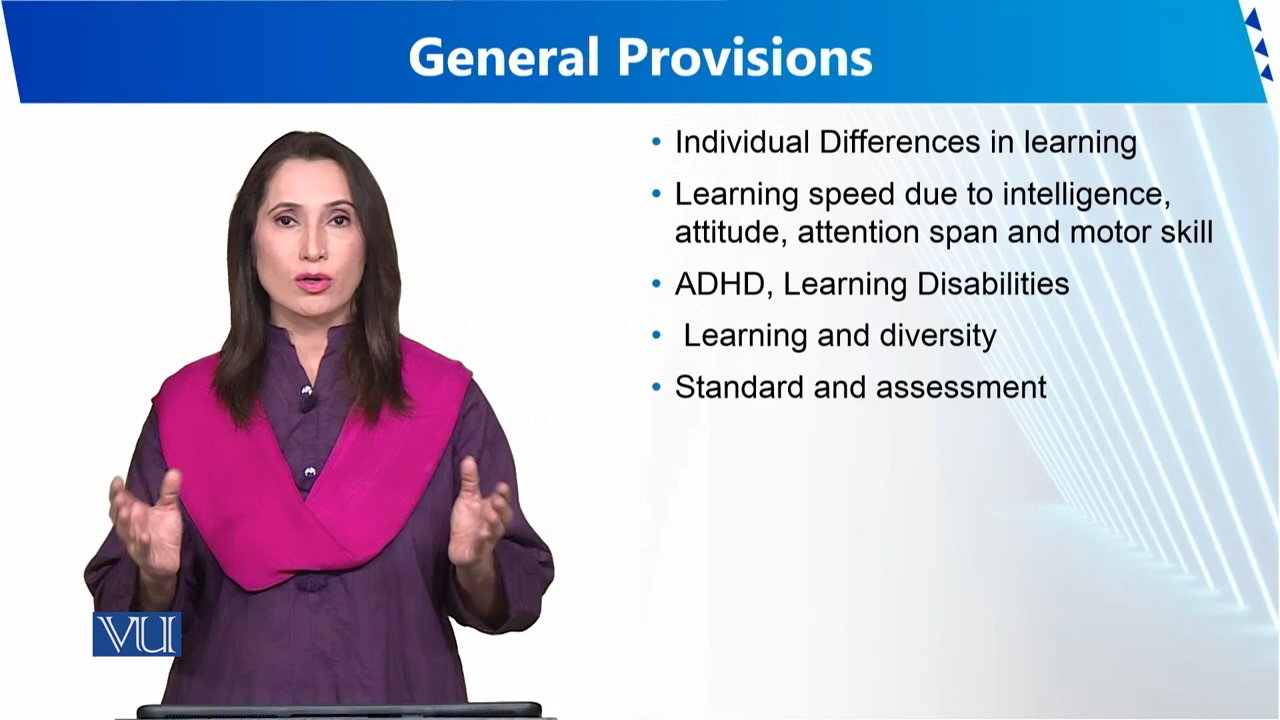 General Provisions
• Individual Differences in learning
• Learning speed due to intelligence,
attitude, attention span and motor skill
• ADHD, Learning Disabilities
• Learning and diversity
• Standard and assessment
VU